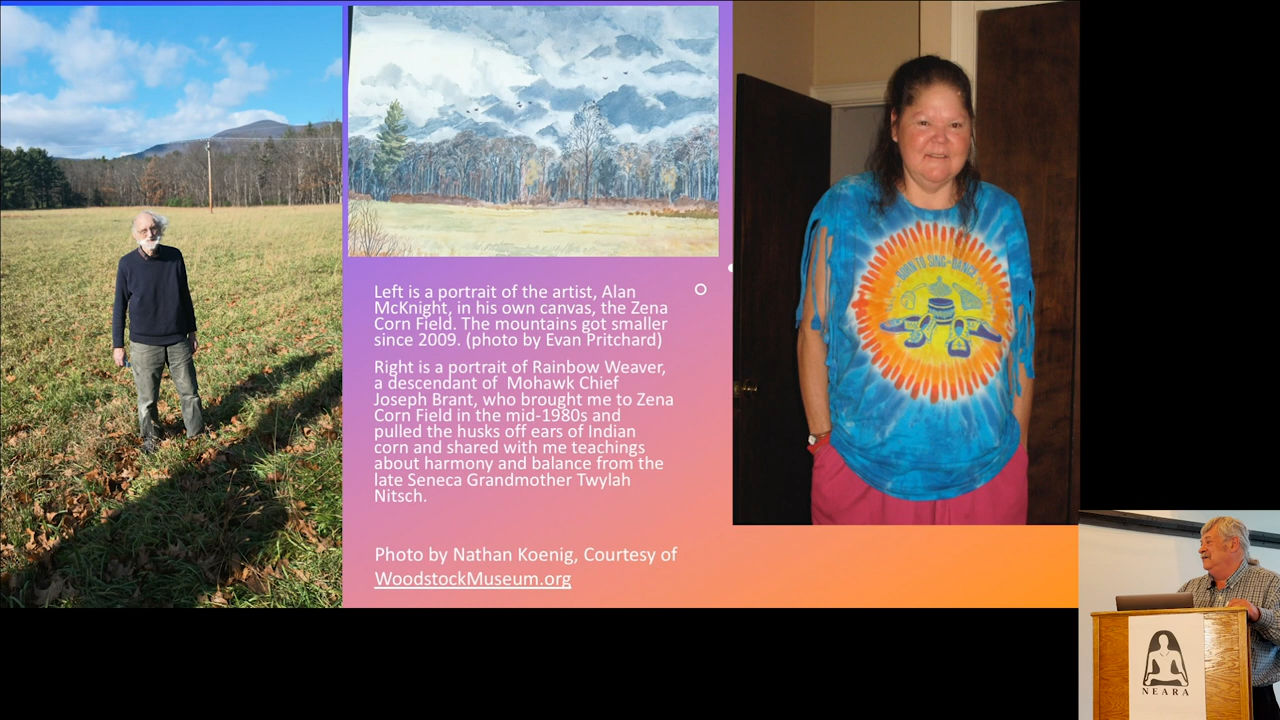 Left is a portrait of the artist, Alan
McKnight, in his own canvas, the Zena
Corn Field. The mountains got smaller
since 2009. (photo by Evan Pritchard)
Right is a portrait of Rainbow Weaver,
a descendant of Mohawk Chief
Joseph Brant, who brought me to Zena
Corn Field in the mid-1980s and
pulled the husks off ears of Indian
corn and shared with me teachings
about harmony and balance from the
late Seneca Grandmother Twylah
Nitsch.
Photo by Nathan Koenig, Courtesy of
WoodstockMuseum.org
BORN TO SING-DANCE
NEARA